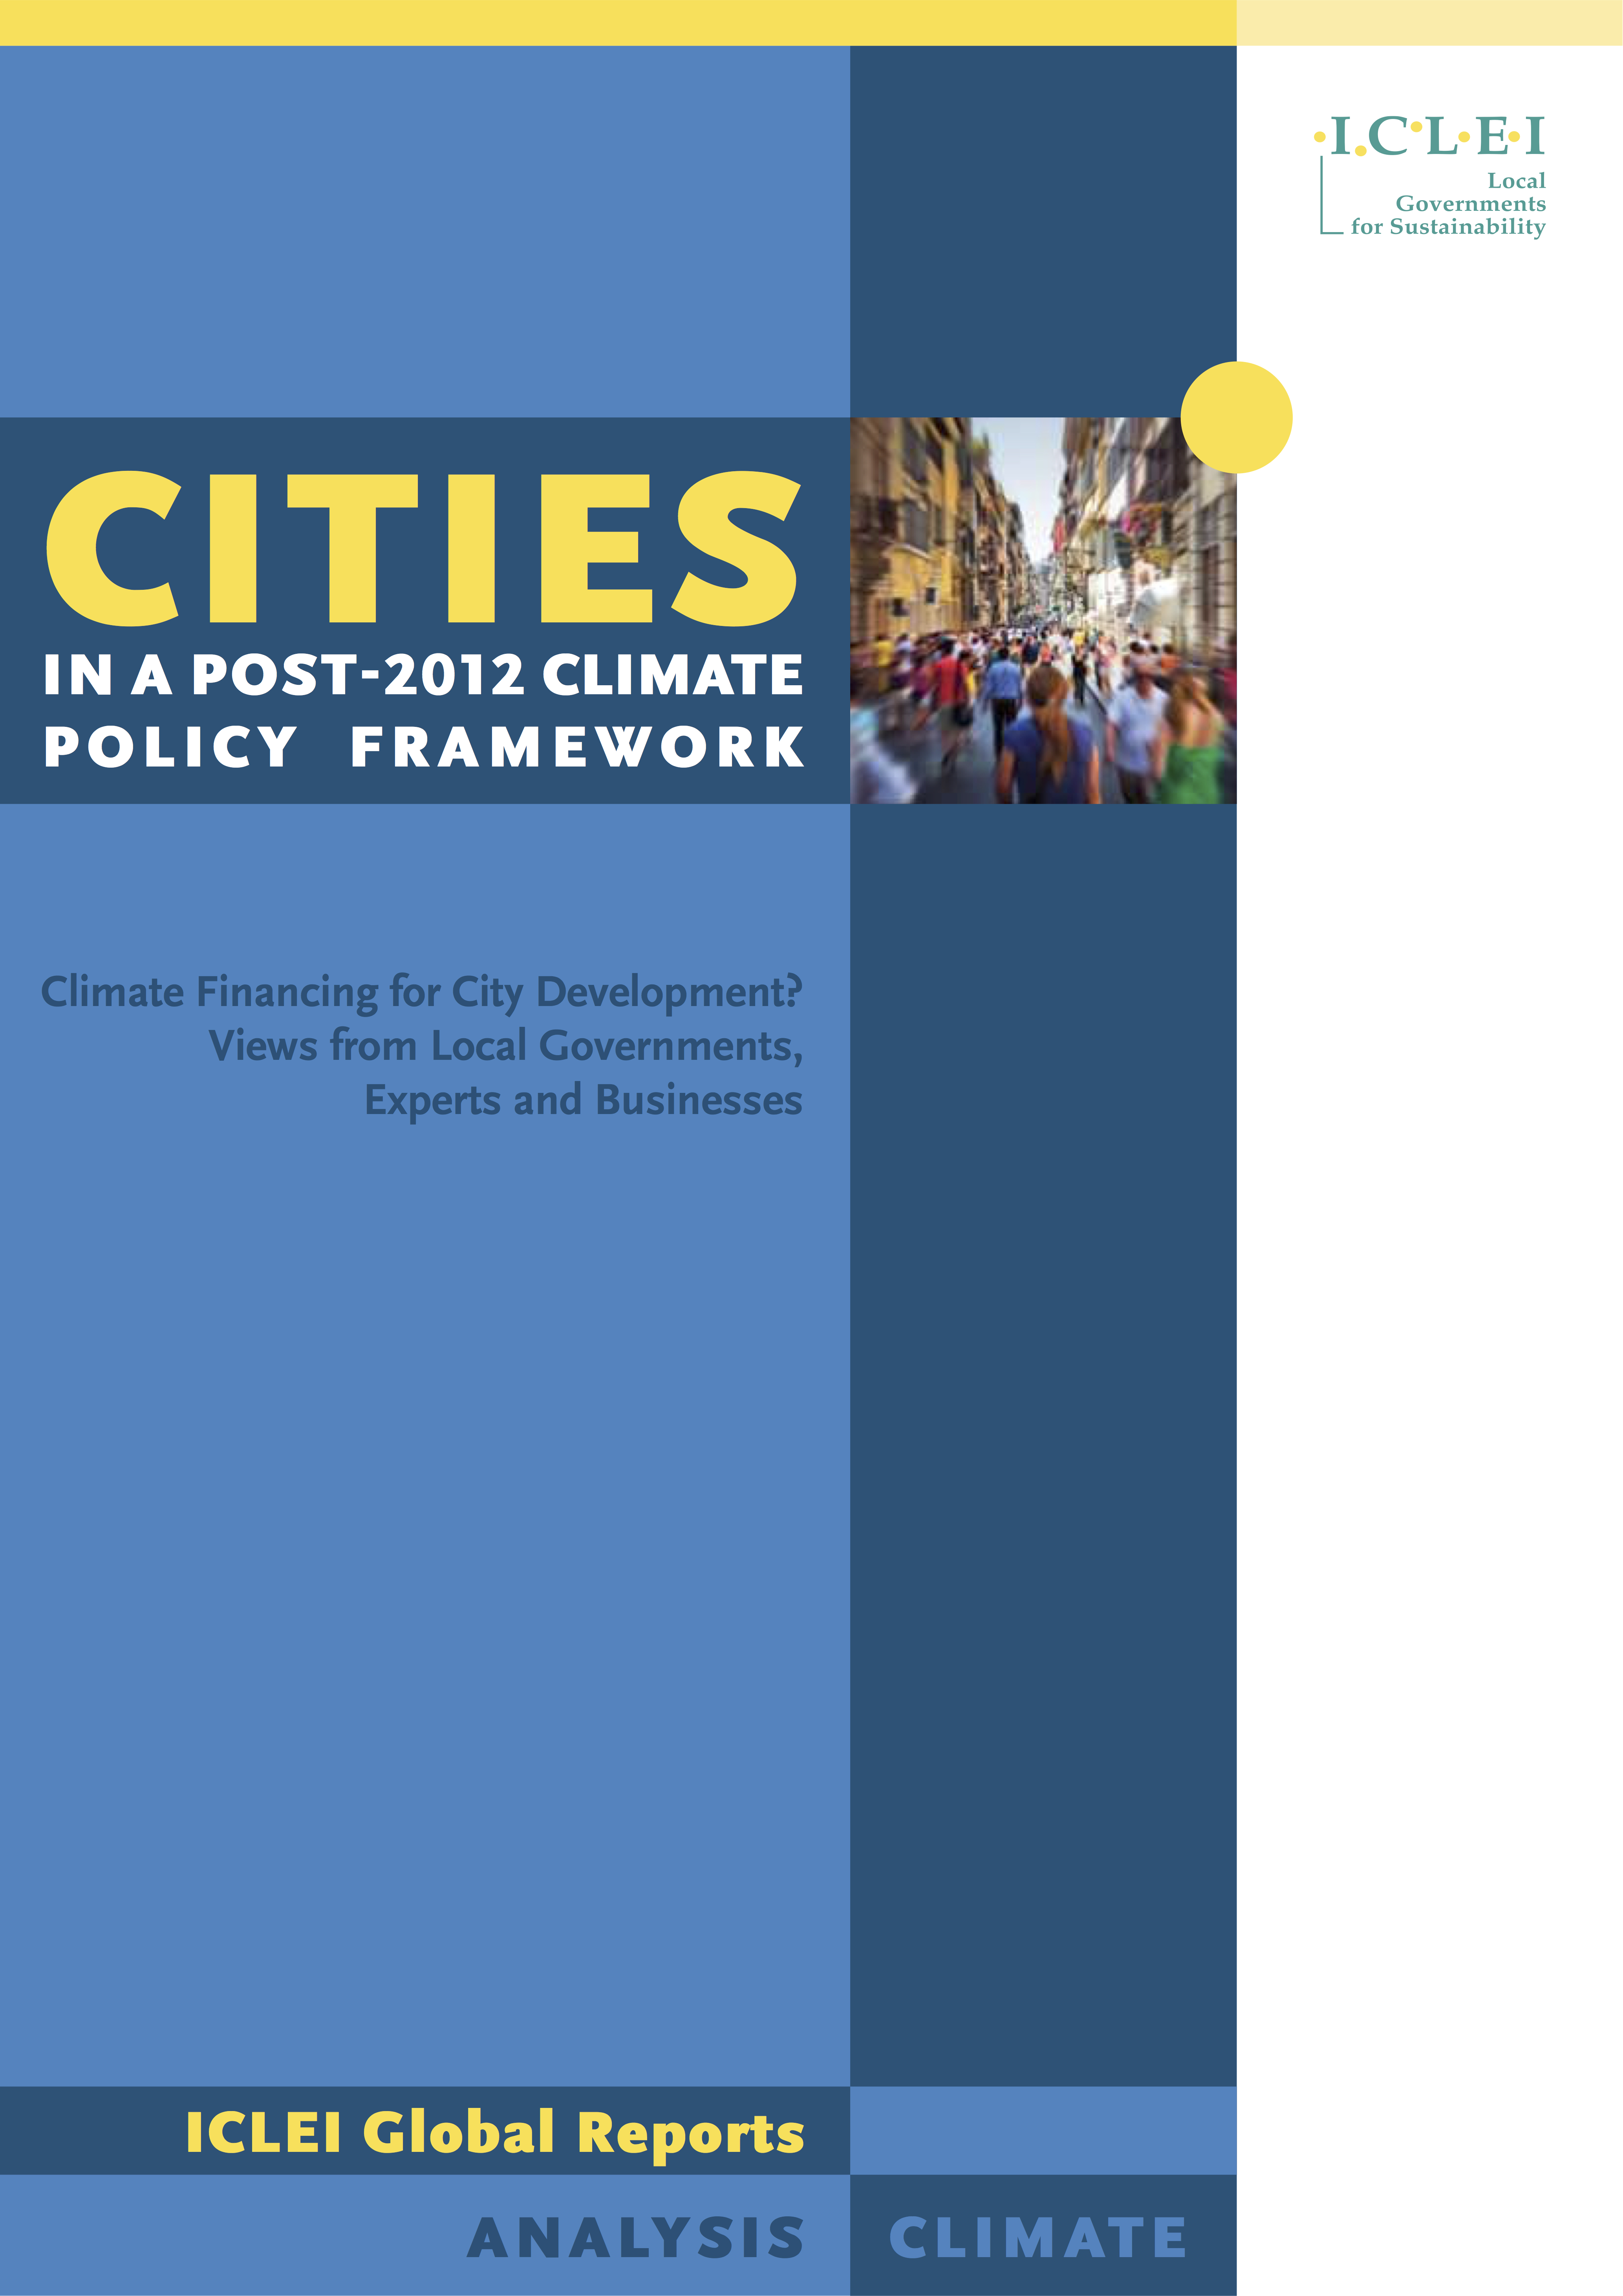 I.C.L.E.I
Local
Governments
for Sustainability
CITIES
IN A POST-2012 CLIMATE
POLICY FRAMEWORK
Climate Financing for City Development?
Views from Local Governments,
Experts and Businesses
ICLEI Global Reports
ANALYSIS
CLIMATE